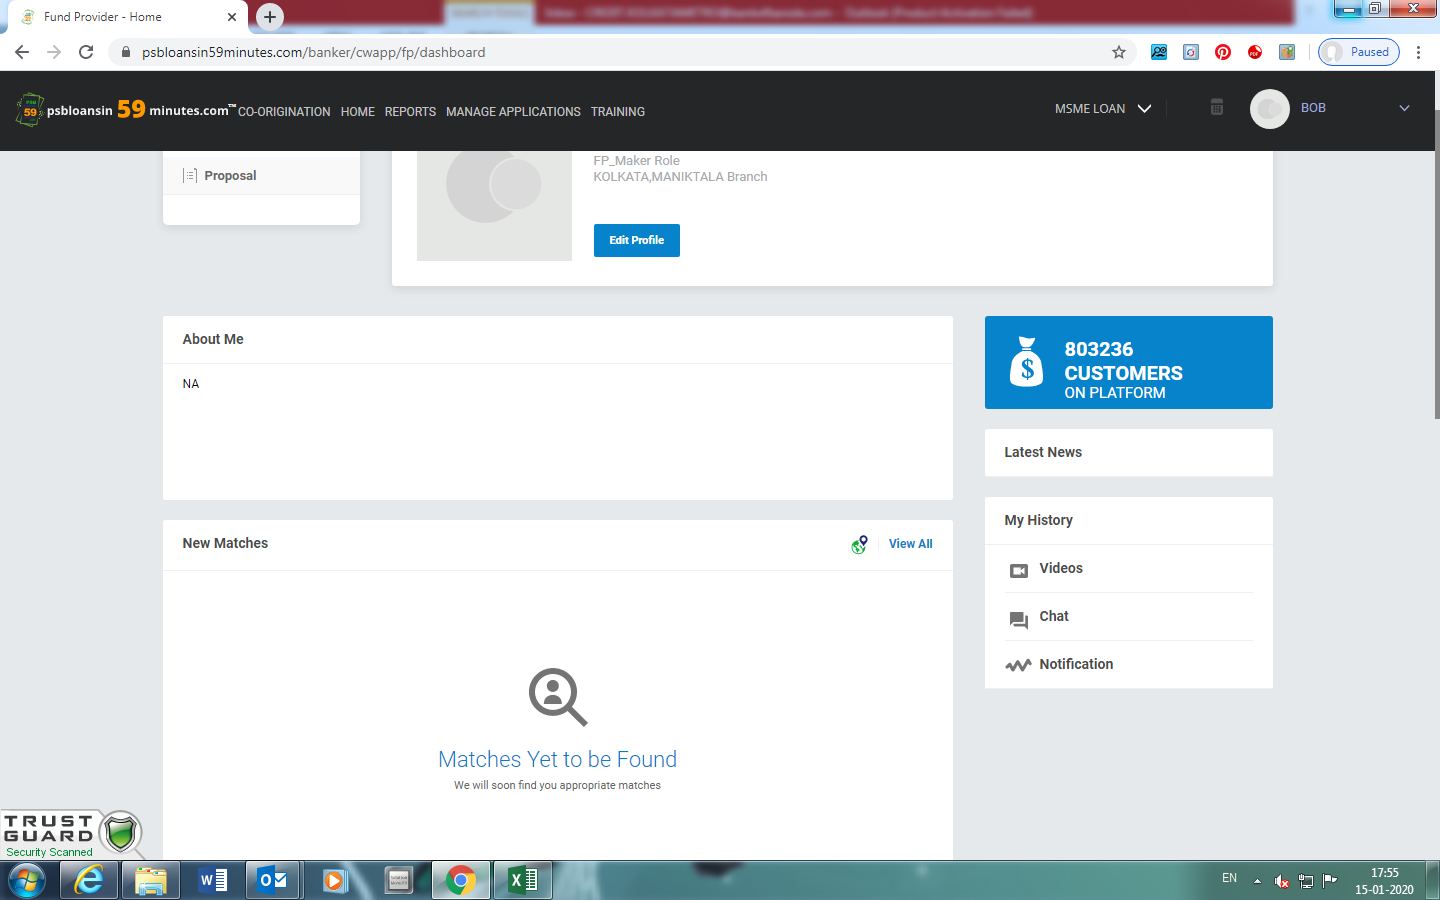 Fund Provider - Home
psbloansin59minutes.com/banker/cwapp/fp/dashboard
Paused
psbloansin 59 minutes.com™
CO-ORIGINATION
HOME
REPORTS
MANAGE APPLICATIONS
TRAINING
MSME LOAN
BOB
Proposal
FP_Maker Role
KOLKATA,MANIKTALA Branch
Edit Profile
About Me
NA
803236
CUSTOMERS
ON PLATFORM
Latest News
New Matches
View All
My History
Videos
Chat
Notification
Matches Yet to be Found
We will soon find you appropriate matches
TRUST
GUARD
Security Scanned
EN
17:55
15-01-2020